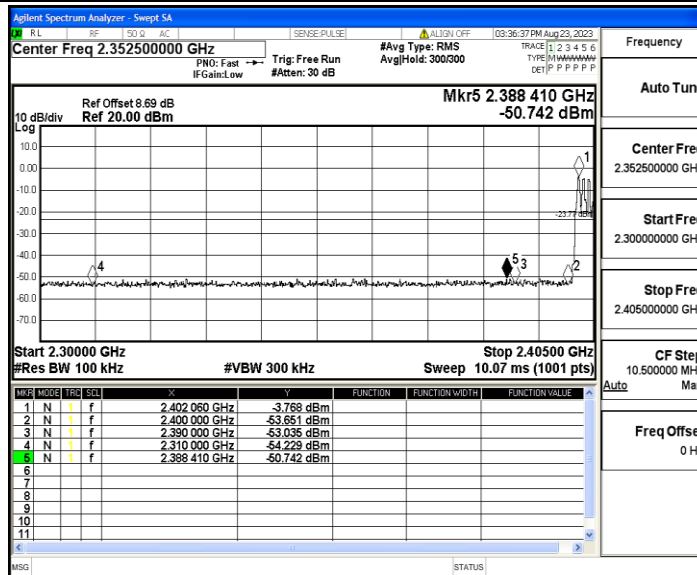 Agilent Spectrum Analyzer - Swept SA
RL RF 50 Ω AC SENSE:PULSE ALIGN OFF 03:36:37 PM Aug 23, 2023
Center Freq 2.352500000 GHz
PNO: Fast Trig: Free Run
IFGain:Low #Atten: 30 dB
#Avg Type: RMS
Avg|Hold: 300/300
TRACE 1 2 3 4 5 6
TYPE M
DET P P P P P P
Mkr5 2.388 410 GHz
-50.742 dBm
10 dB/div
Log
Ref Offset 8.69 dB
Ref 20.00 dBm
10.0
0.00
-10.0
-20.0
-30.0
-40.0
-50.0
-60.0
-70.0
1
-23.77 dBm
4
5
3
2
Start 2.30000 GHz Stop 2.40500 GHz
#Res BW 100 kHz #VBW 300 kHz Sweep 10.07 ms (1001 pts)
MKR MODE TRC SCL X Y FUNCTION FUNCTION WIDTH FUNCTION VALUE
1 N 1 f 2.402 060 GHz -3.768 dBm
2 N 1 f 2.400 000 GHz -53.651 dBm
3 N 1 f 2.390 000 GHz -53.035 dBm
4 N 1 f 2.310 000 GHz -54.229 dBm
5 N 1 f 2.388 410 GHz -50.742 dBm
6
7
8
9
10
11
MSG STATUS
Frequency
Auto Tun
Center Fre
2.352500000 GH
Start Fre
2.300000000 GH
Stop Fre
2.405000000 GH
CF Ste
10.500000 MH
Auto Ma
Freq Offse
0 H